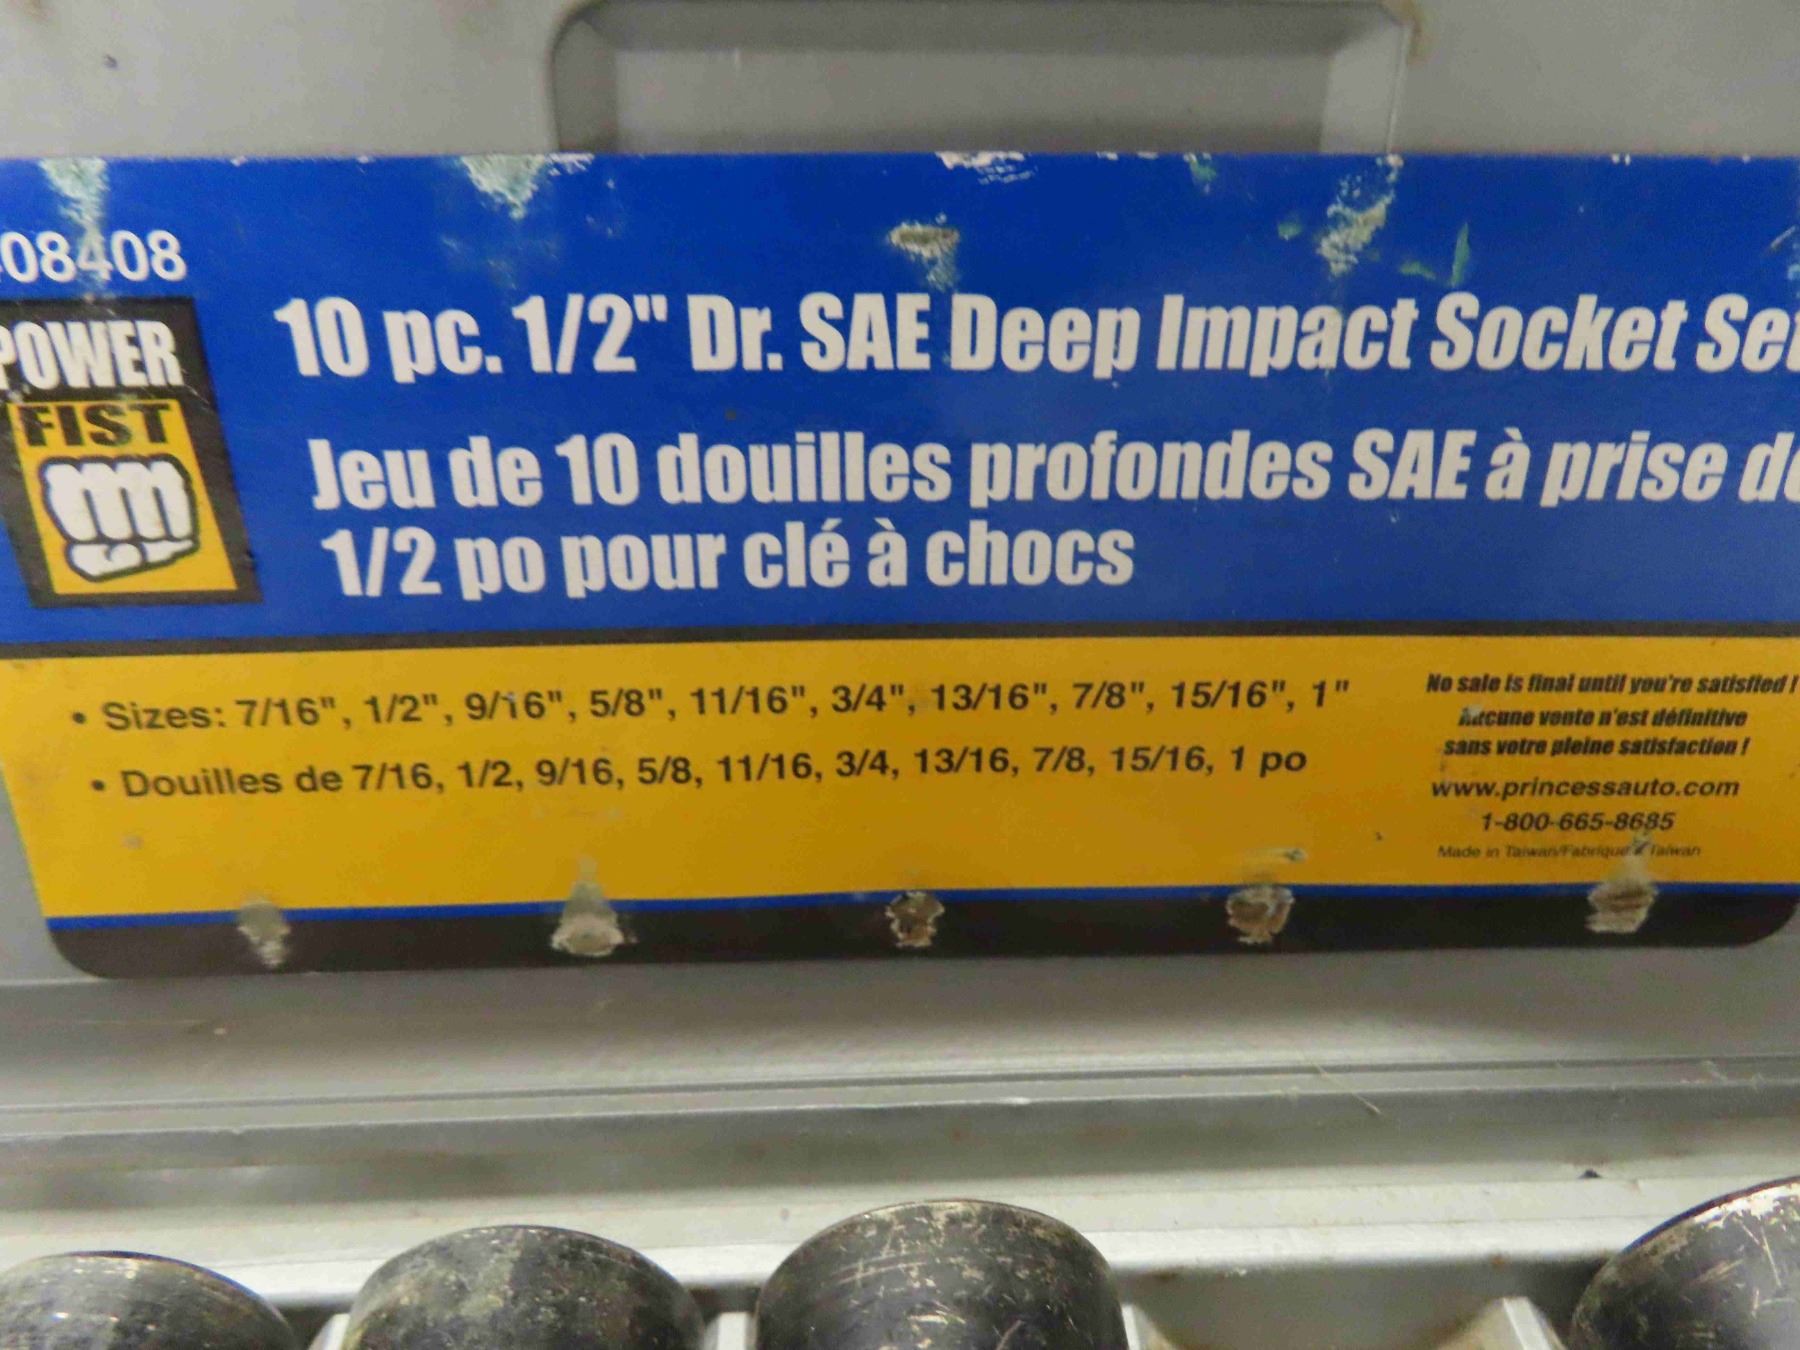 08408
POWER
FIST
10 pc. 1/2" Dr. SAE Deep Impact Socket Set
Jeu de 10 douilles profondes SAE à prise de
1/2 po pour clé à chocs
• Sizes: 7/16", 1/2", 9/16", 5/8", 11/16", 3/4", 13/16", 7/8", 15/16", 1"
• Douilles de 7/16, 1/2, 9/16, 5/8, 11/16, 3/4, 13/16, 7/8, 15/16, 1 po
No sale is final until you're satisfied !
Aucune vente n'est définitive
sans votre pleine satisfaction !
www.princessauto.com
1-800-665-8685
Made in Taiwan/Fabriqué à Taiwan